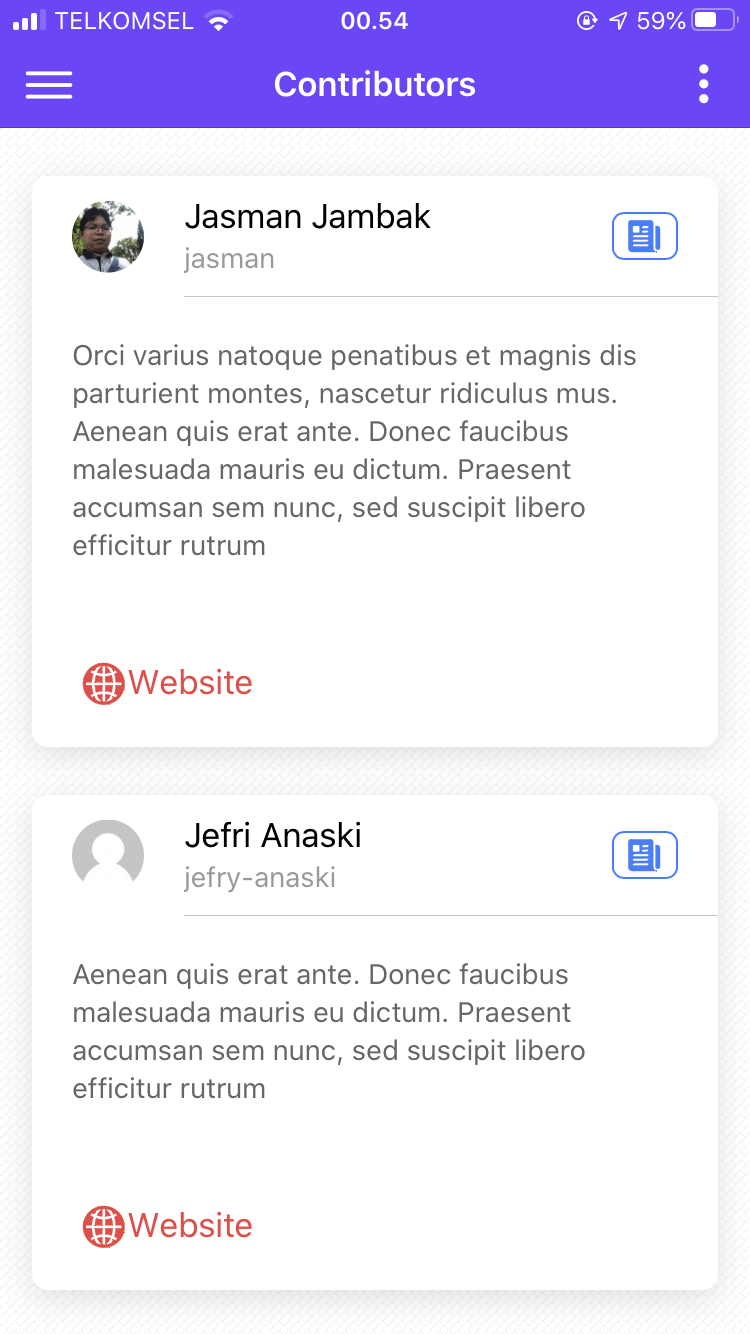 TELKOMSEL 00.54 59%
Contributors
Jasman Jambak
jasman
Orci varius natoque penatibus et magnis dis
parturient montes, nascetur ridiculus mus.
Aenean quis erat ante. Donec faucibus
malesuada mauris eu dictum. Praesent
accumsan sem nunc, sed suscipit libero
efficitur rutrum
Website
Jefri Anaski
jefry-anaski
Aenean quis erat ante. Donec faucibus
malesuada mauris eu dictum. Praesent
accumsan sem nunc, sed suscipit libero
efficitur rutrum
Website